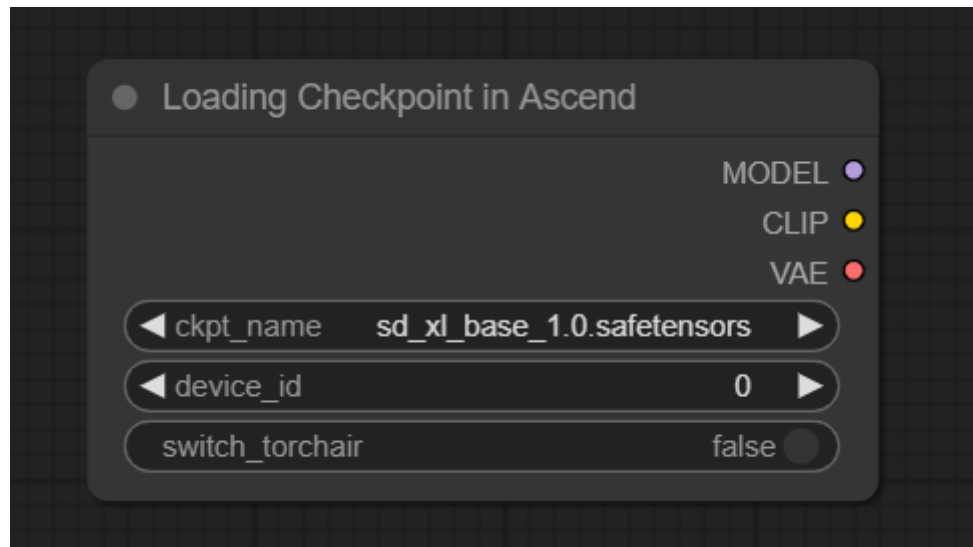 Loading Checkpoint in Ascend
MODEL
CLIP
VAE
ckpt_name sd_xl_base_1.0.safetensors
device_id 0
switch_torchair false